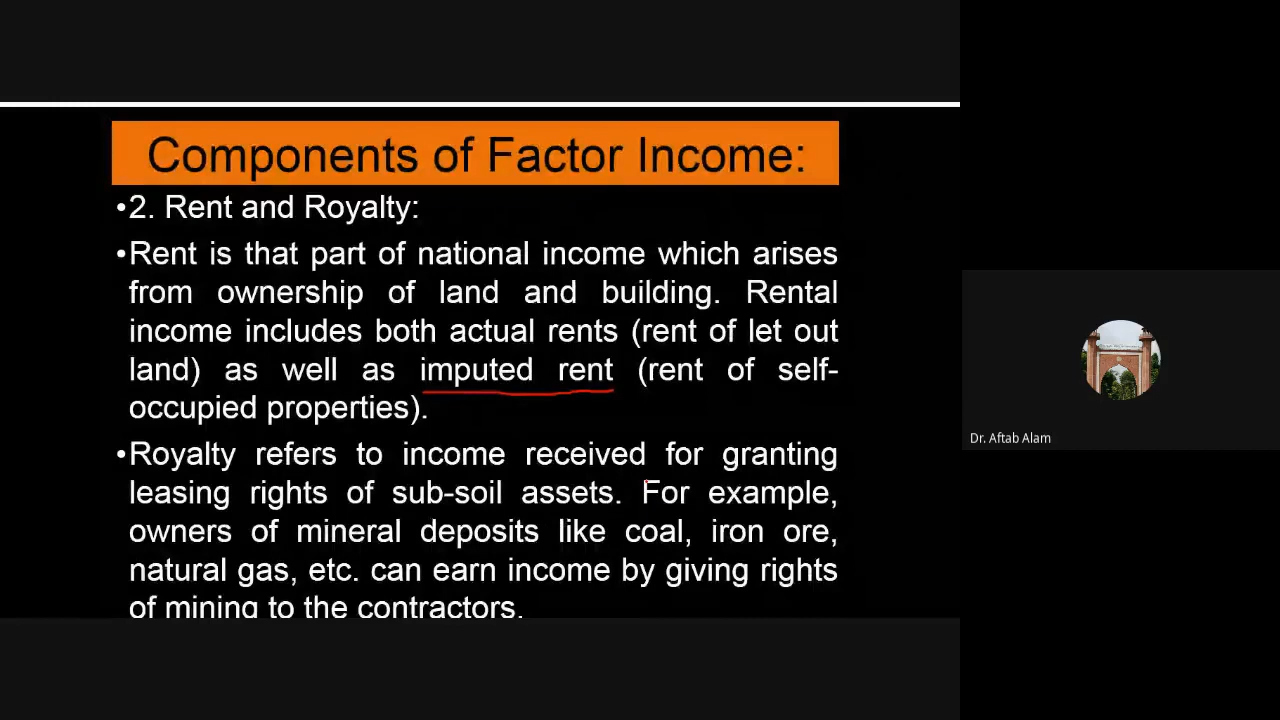 Components of Factor Income:
•2. Rent and Royalty:
•Rent is that part of national income which arises
from ownership of land and building. Rental
income includes both actual rents (rent of let out
land) as well as imputed rent (rent of self-
occupied properties).
•Royalty refers to income received for granting
leasing rights of sub-soil assets. For example,
owners of mineral deposits like coal, iron ore,
natural gas, etc. can earn income by giving rights
of mining to the contractors.
Dr. Aftab Alam